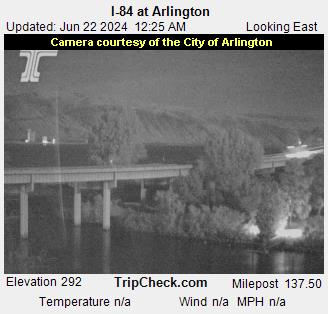 I-84 at Arlington
Updated: Jun 22 2024 12:25 AM Looking East
Camera courtesy of the City of Arlington
Elevation 292 TripCheck.com Milepost 137.50
Temperature n/a Wind n/a MPH n/a